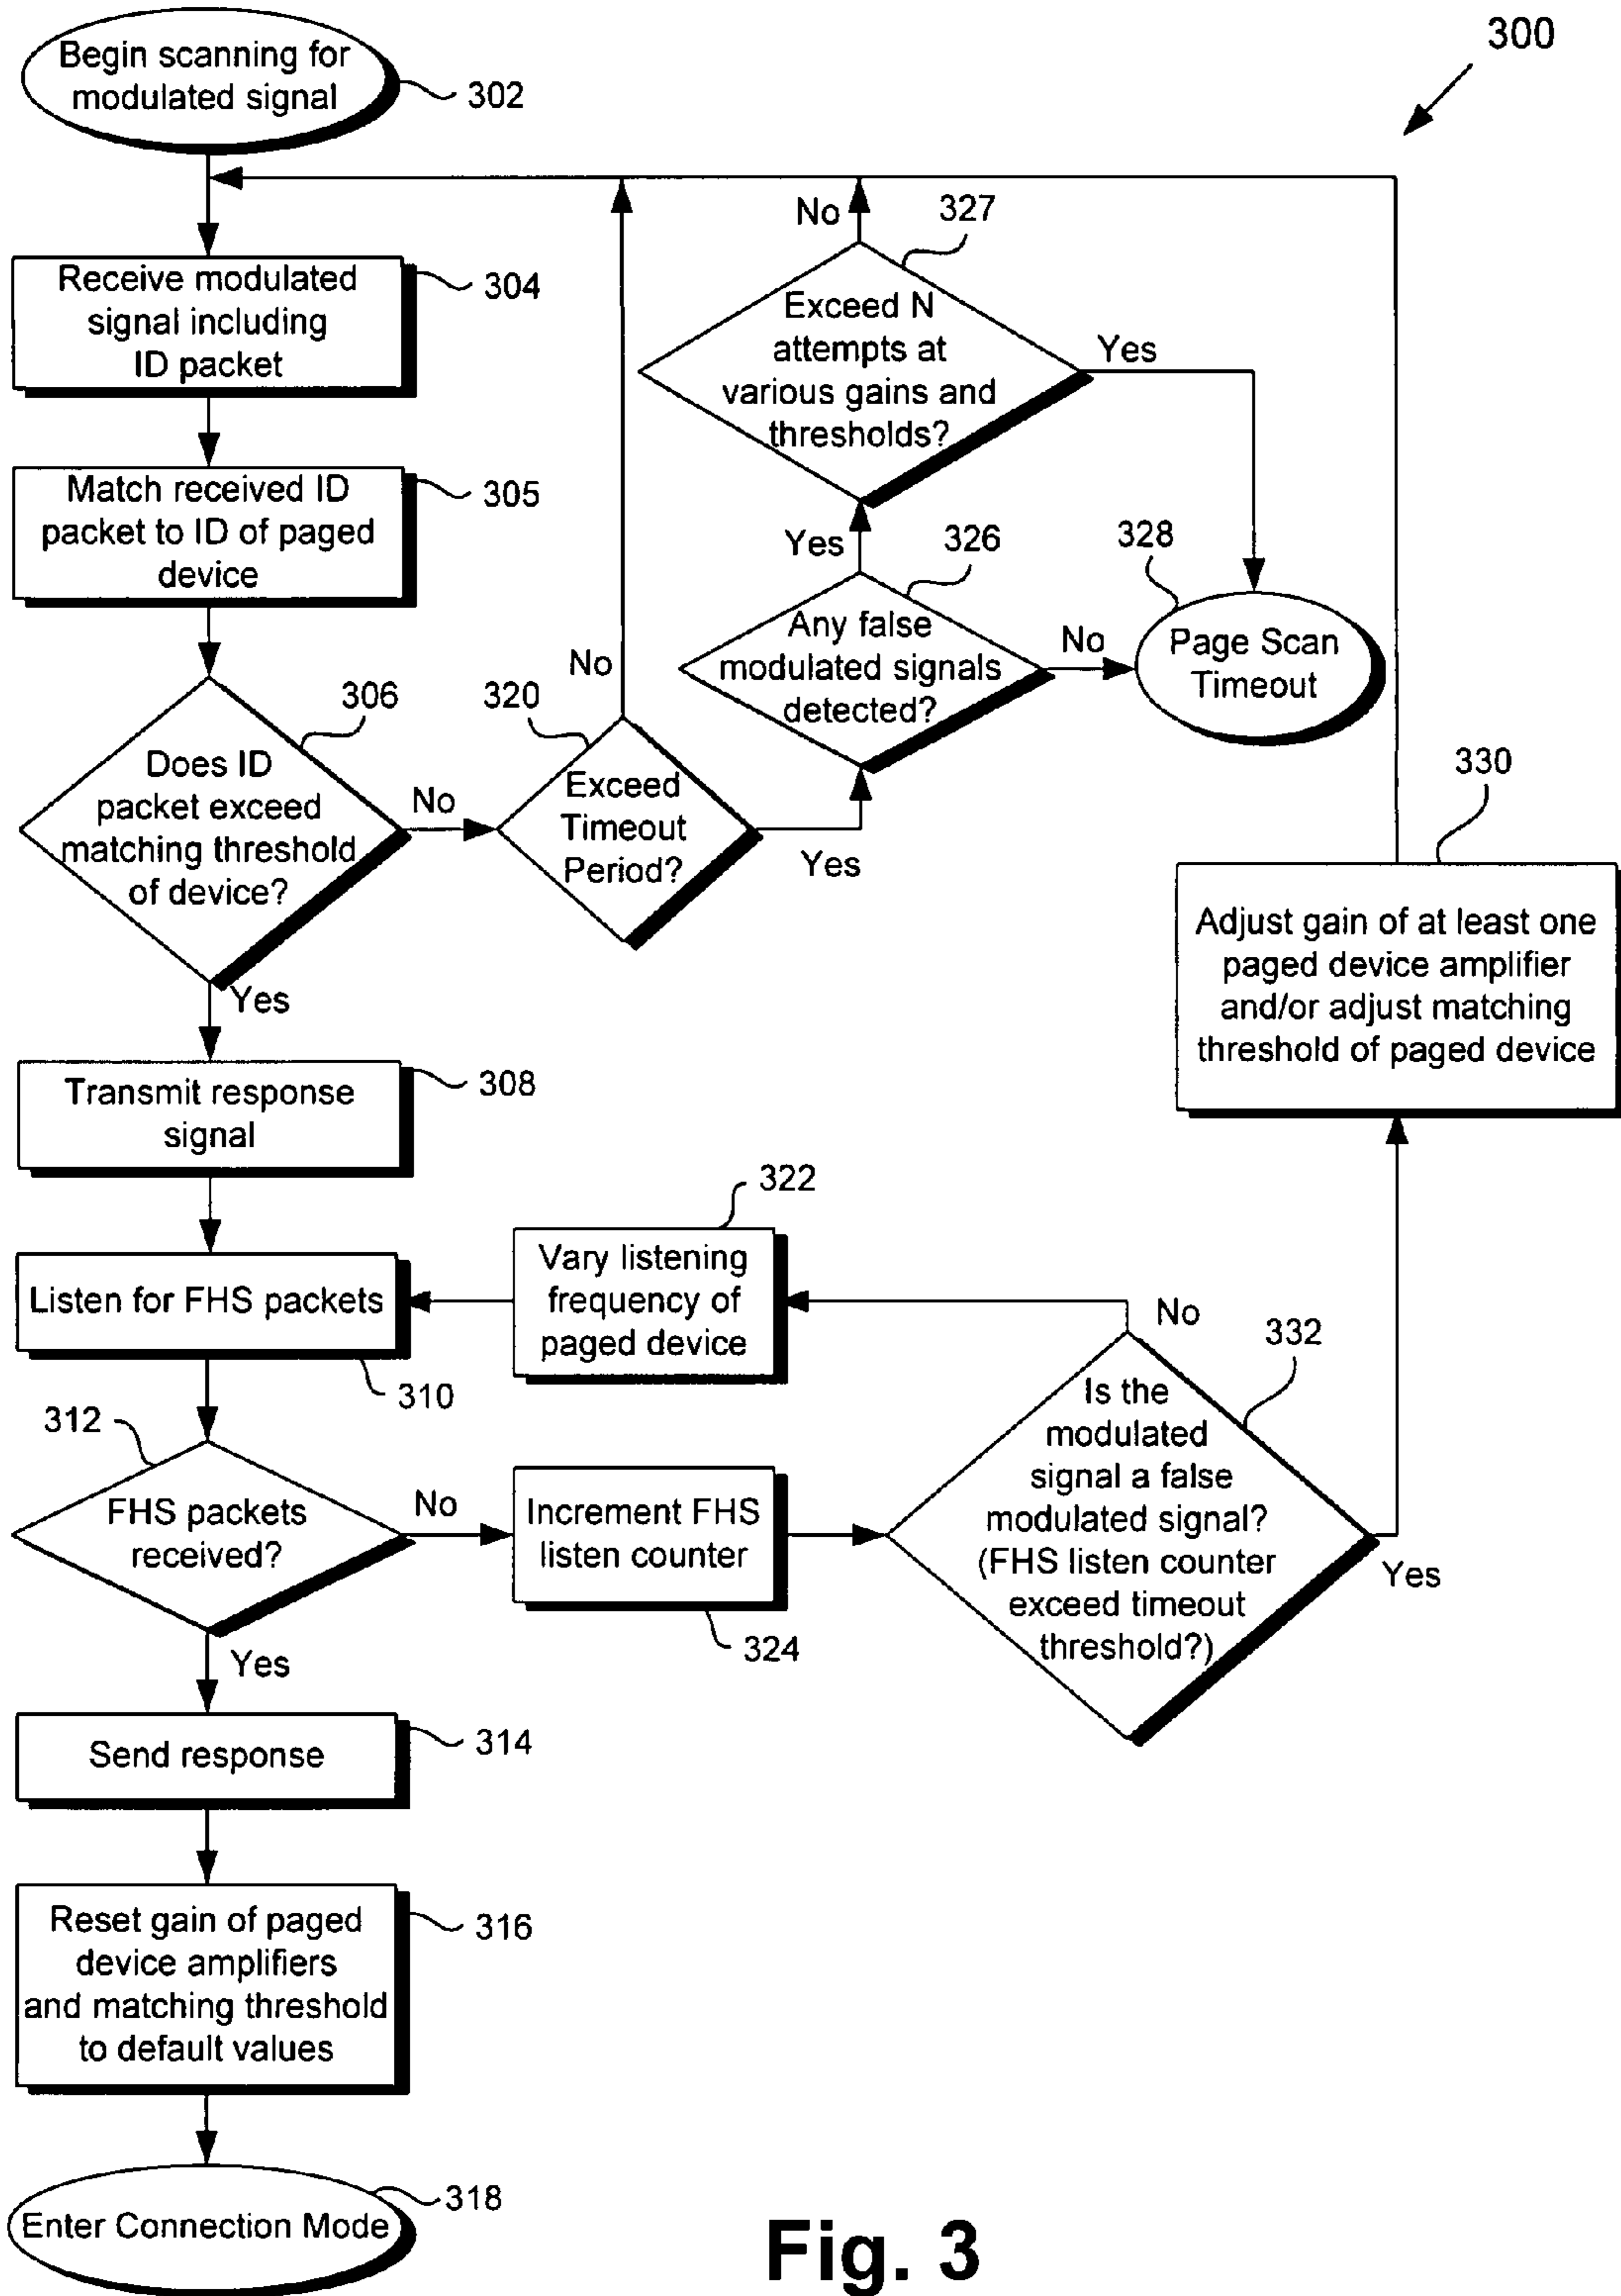 Begin scanning for
modulated signal
302
300
Receive modulated
signal including
ID packet
304
Match received ID
packet to ID of paged
device
305
Does ID
packet exceed
matching threshold
of device?
306
No
Yes
Exceed
Timeout
Period?
320
No
Yes
Any false
modulated signals
detected?
326
Yes
No
Exceed N
attempts at
various gains and
thresholds?
327
No
Yes
Page Scan
Timeout
328
Adjust gain of at least one
paged device amplifier
and/or adjust matching
threshold of paged device
330
Transmit response
signal
308
Listen for FHS packets
310
Vary listening
frequency of
paged device
322
FHS packets
received?
312
No
Yes
Increment FHS
listen counter
324
Is the
modulated
signal a false
modulated signal?
(FHS listen counter
exceed timeout
threshold?)
332
No
Yes
Send response
314
Reset gain of paged
device amplifiers
and matching threshold
to default values
316
Enter Connection Mode
318
Fig. 3